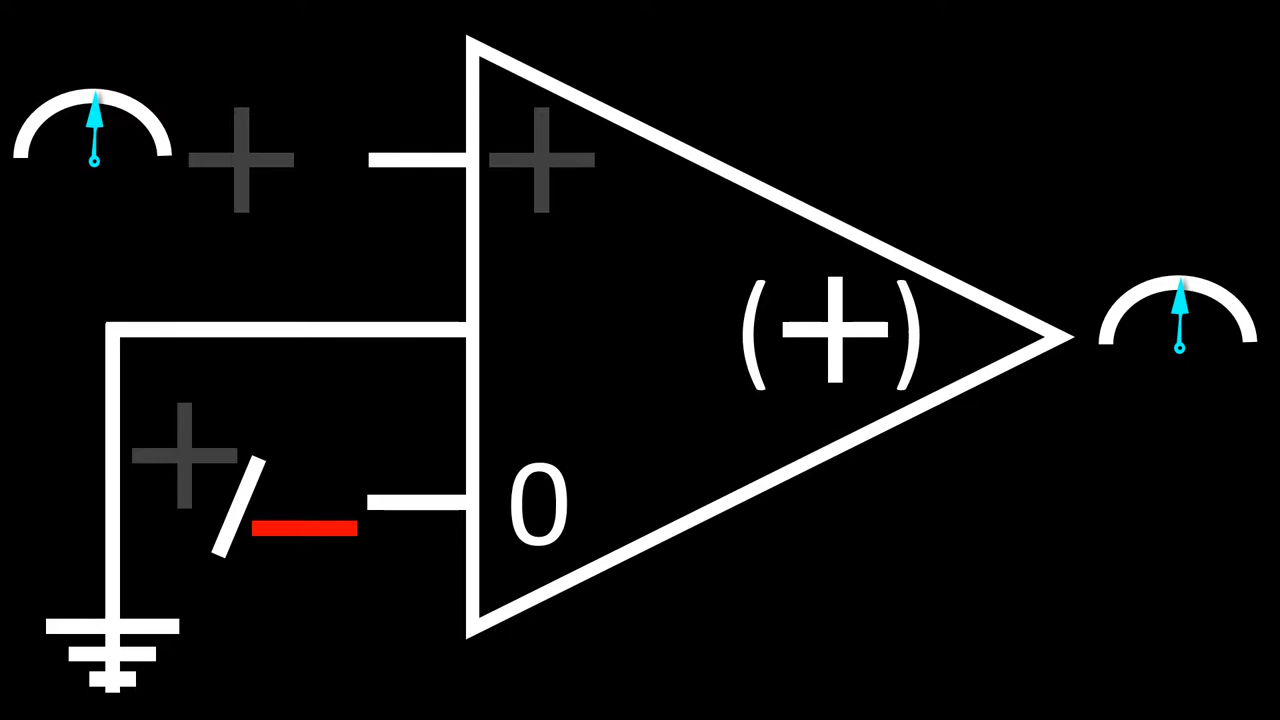 + +
(+)
+/−
0